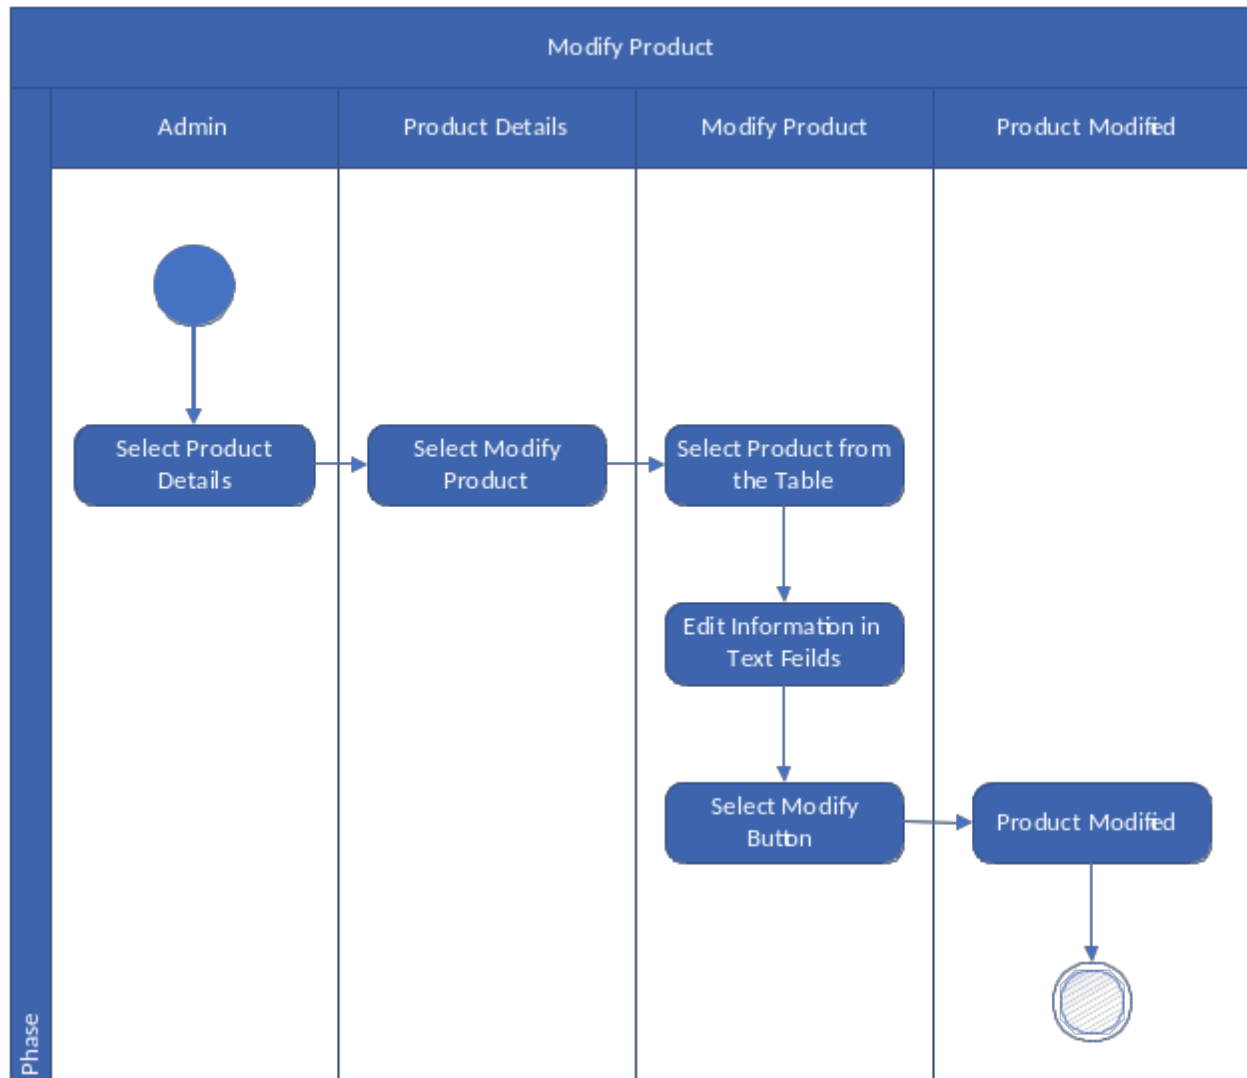 Modify Product
Admin
Product Details
Modify Product
Product Modified
Select Product
Details
Select Modify
Product
Select Product from
the Table
Edit Information in
Text Feilds
Select Modify
Button
Product Modified
Phase